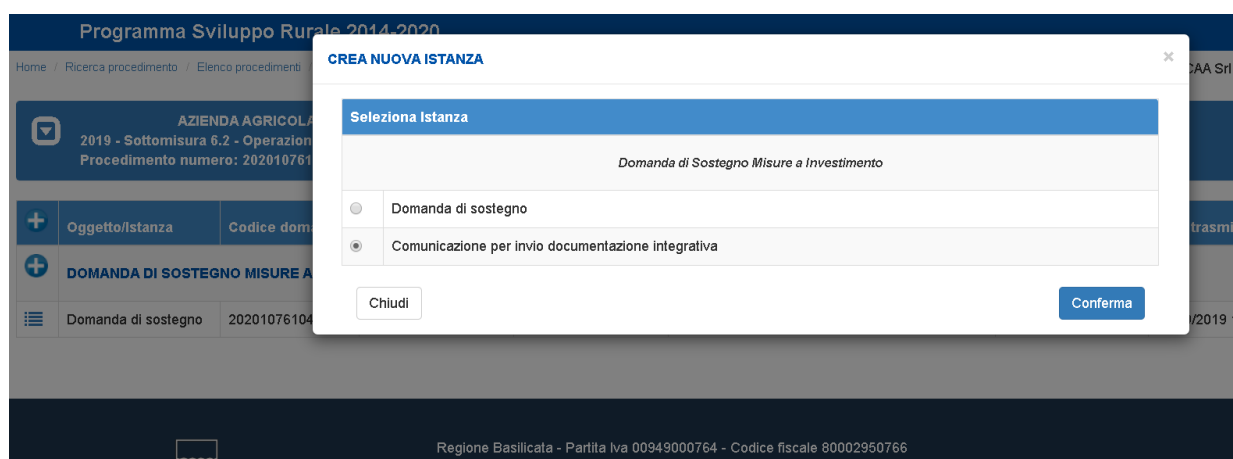 Programma Sviluppo Rurale 2014-2020
Home / Ricerca procedimento / Elenco procedimenti /
CAA Srl
CREA NUOVA ISTANZA
×
AZIENDA AGRICOLA
2019 - Sottomisura 6.2 - Operazion
Procedimento numero: 202010761
Seleziona Istanza
Domanda di Sostegno Misure a Investimento
Domanda di sostegno
Comunicazione per invio documentazione integrativa
Chiudi
Conferma
Oggetto/Istanza
Codice dom
trasmi
DOMANDA DI SOSTEGNO MISURE A
Domanda di sostegno
20201076104
/2019
Regione Basilicata - Partita Iva 00949000764 - Codice fiscale 80002950766